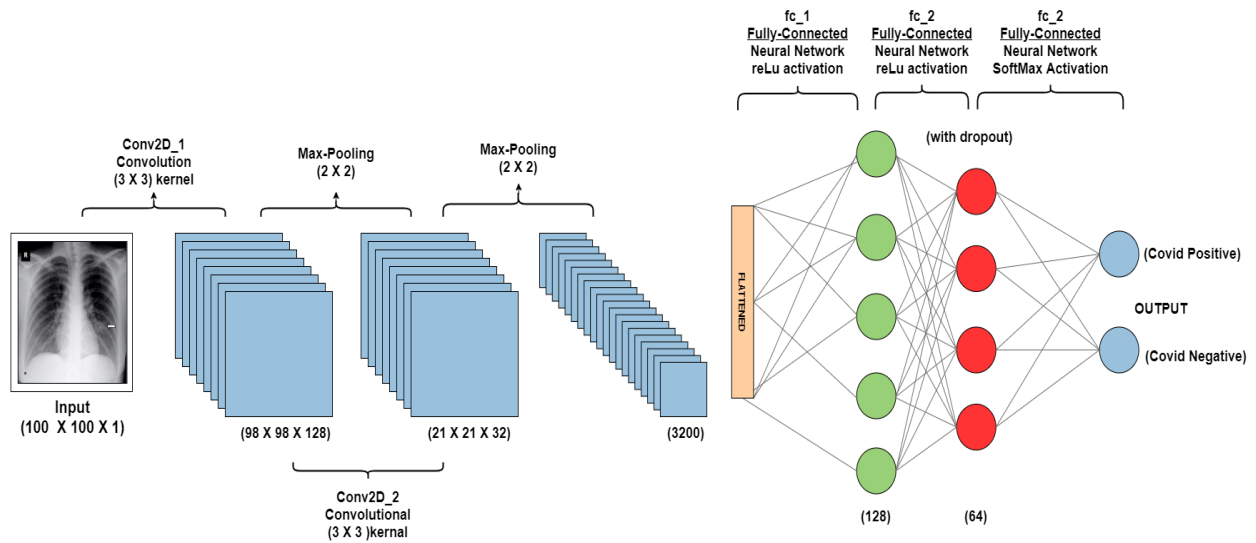 fc_1
Fully-Connected
Neural Network
reLu activation
fc_2
Fully-Connected
Neural Network
reLu activation
fc_2
Fully-Connected
Neural Network
SoftMax Activation
Conv2D_1
Convolution
(3 X 3) kernel
Max-Pooling
(2 X 2)
Max-Pooling
(2 X 2)
(with dropout)
R
FLATTENED
(Covid Positive)
OUTPUT
(Covid Negative)
Input
(100 X 100 X 1)
(98 X 98 X 128)
(21 X 21 X 32)
(3200)
Conv2D_2
Convolutional
(3 X 3 )kernal
(128)
(64)